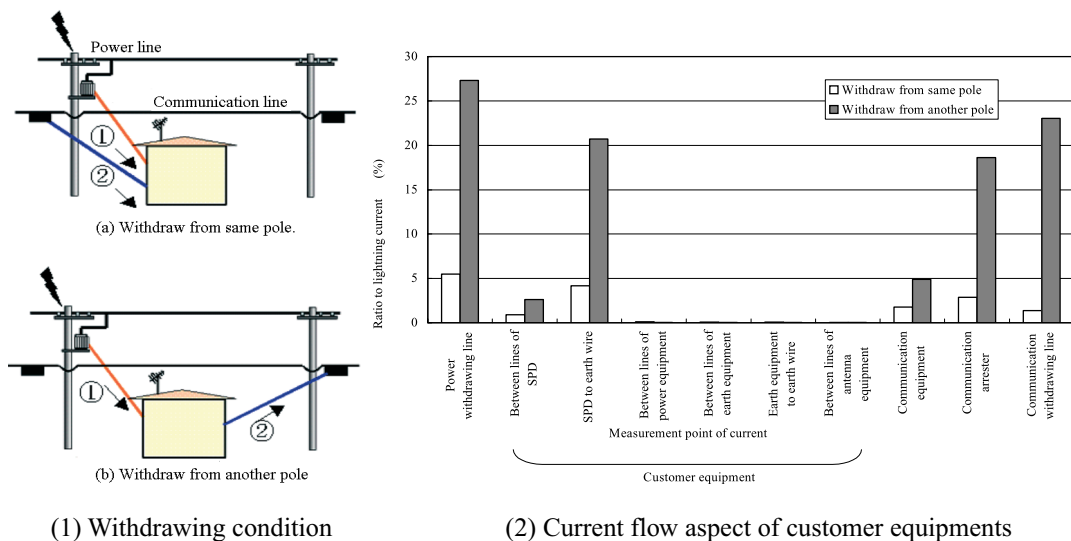 Power line
Communication line
①
②
(a) Withdraw from same pole.
①
②
(b) Withdraw from another pole
(1) Withdrawing condition
Ratio to lightning current (%)
30
25
20
15
10
5
0
Withdraw from same pole
Withdraw from another pole
Power
withdrawing line
Between lines of
SPD
SPD to earth wire
Between lines of
power equipment
Between lines of
earth equipment
Earth equipment
to earth wire
Between lines of
antenna
equipment
Communication
equipment
Communication
arrester
Communication
withdrawing line
Measurement point of current
Customer equipment
(2) Current flow aspect of customer equipments